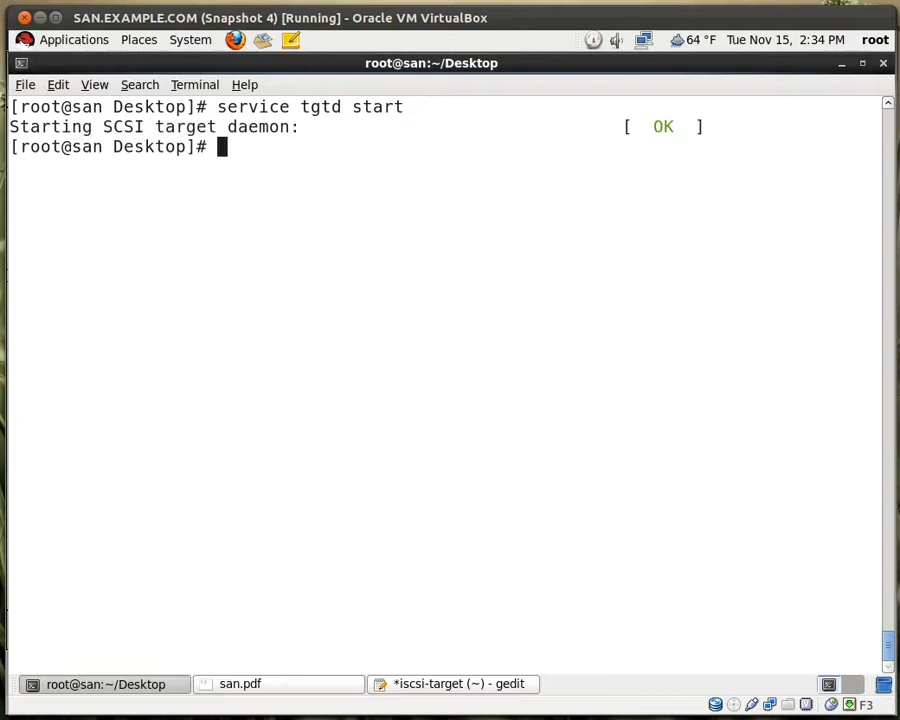 SAN.EXAMPLE.COM (Snapshot 4) [Running] - Oracle VM VirtualBox
Applications Places System 64 °F Tue Nov 15, 2:34 PM root
root@san:~/Desktop
File Edit View Search Terminal Help
[root@san Desktop]# service tgtd start
Starting SCSI target daemon: [ OK ]
[root@san Desktop]#
root@san:~/Desktop san.pdf *iscsi-target (~) - gedit
F3